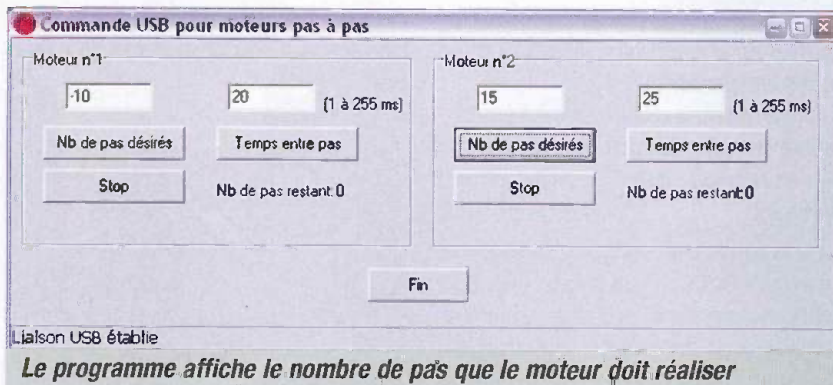 Commande USB pour moteurs pas à pas
Moteur n°1
-10
20
(1 à 255 ms)
Nb de pas désirés
Temps entre pas
Stop
Nb de pas restant: 0
Moteur n°2
15
25
(1 à 255 ms)
Nb de pas désirés
Temps entre pas
Stop
Nb de pas restant: 0
Fin
Liaison USB établie
Le programme affiche le nombre de pas que le moteur doit réaliser